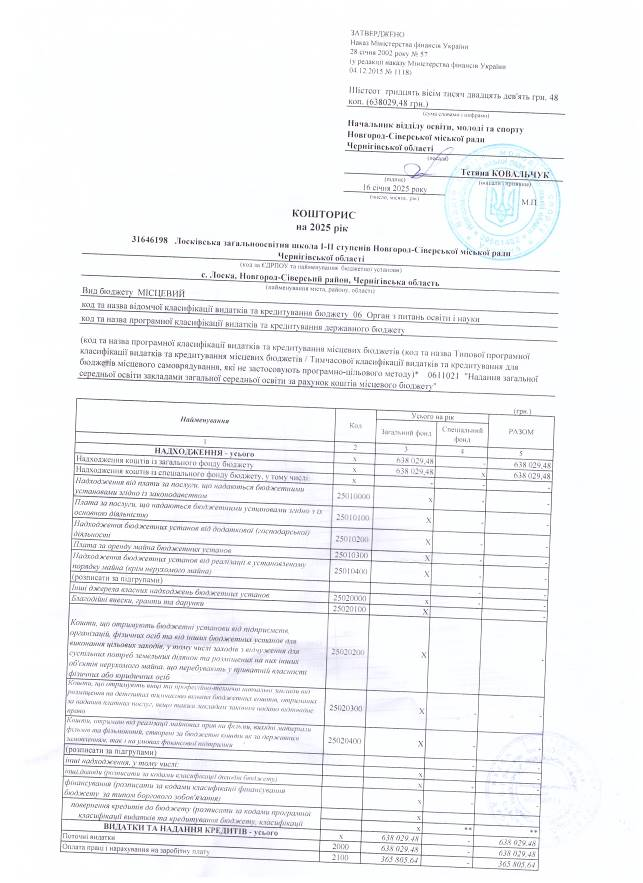 ЗАТВЕРДЖЕНО
Наказ Міністерства фінансів України
28 січня 2002 року № 57
(у редакції наказу Міністерства фінансів України
04.12.2015 № 1118)
Шістсот тридцять вісім тисяч двадцять дев'ять грн. 48
коп. (638029,48 грн.)
(сума словами і цифрами)
Начальник відділу освіти, молоді та спорту
Новгород-Сіверської міської ради
Чернігівської області
(посада)
Тетяна КОВАЛЬЧУК
(підпис) (ініціали і прізвище)
16 січня 2025 року
(число, місяць, рік) М.П.
КОШТОРИС
на 2025 рік
31646198 Лосківська загальноосвітня школа І-ІІ ступенів Новгород-Сіверської міської ради
Чернігівської області
(код за ЄДРПОУ та найменування бюджетної установи)
с. Лоска, Новгород-Сіверський район, Чернігівська область
(найменування міста, району, області)
Вид бюджету МІСЦЕВИЙ
код та назва відомчої класифікації видатків та кредитування бюджету 06 Орган з питань освіти і науки
код та назва програмної класифікації видатків та кредитування державного бюджету
(код та назва програмної класифікації видатків та кредитування місцевих бюджетів (код та назва Типової програмної
класифікації видатків та кредитування місцевих бюджетів / Тимчасової класифікації видатків та кредитування для
бюджетів місцевого самоврядування, які не застосовують програмно-цільового методу)* 0611021 "Надання загальної
середньої освіти закладами загальної середньої освіти за рахунок коштів місцевого бюджету"
(грн.)
Найменування Код Усього на рік РАЗОМ
Загальний фонд Спеціальний фонд
1 2 3 4 5
НАДХОДЖЕННЯ - усього х 638 029,48 - 638 029,48
Надходження коштів із загального фонду бюджету х 638 029,48 х 638 029,48
Надходження коштів із спеціального фонду бюджету, у тому числі: х - -
Надходження від плати за послуги, що надаються бюджетними
установами згідно із законодавством 25010000 х - -
Плата за послуги, що надаються бюджетними установами згідно з їх
основною діяльністю 25010100 х - -
Надходження бюджетних установ від додаткової (господарської)
діяльності 25010200 х - -
Плата за оренду майна бюджетних установ 25010300 Х - -
Надходження бюджетних установ від реалізації в установленому
порядку майна (крім нерухомого майна) 25010400 Х - -
(розписати за підгрупами)
Інші джерела власних надходжень бюджетних установ 25020000 х - -
Благодійні внески, гранти та дарунки 25020100 Х - -
Кошти, що отримують бюджетні установи від підприємств,
організацій, фізичних осіб та від інших бюджетних установ для
виконання цільових заходів, у тому числі заходів з відчуження для
суспільних потреб земельних ділянок та розміщених на них інших
об'єктів нерухомого майна, що перебувають у приватній власності
фізичних або юридичних осіб 25020200 Х -
Кошти, що отримують вищі та професійно-технічні навчальні заклади від
розміщення на депозитах тимчасово вільних бюджетних коштів, отриманих
за надання платних послуг, якщо таким закладам законом надано відповідне
право 25020300 Х - -
Кошти, отримані від реалізації майнових прав на фільми, вихідні матеріали
фільмів та фільмокопій, створені за бюджетні кошти як за державним
замовленням, так і на умовах фінансової підтримки 25020400 Х - -
(розписати за підгрупами)
інші надходження, у тому числі: х - -
інші доходи (розписати за кодами класифікації доходів бюджету) х - -
фінансування (розписати за кодами класифікації фінансування
бюджету за типом боргового зобов'язання) х - -
повернення кредитів до бюджету (розписати за кодами програмної
класифікації видатків та кредитування бюджету, класифікації х ** **
ВИДАТКИ ТА НАДАННЯ КРЕДИТІВ - усього х 638 029,48 - 638 029,48
Поточні видатки 2000 638 029,48 - 638 029,48
Оплата праці і нарахування на заробітну плату 2100 365 805,64 - 365 805,64